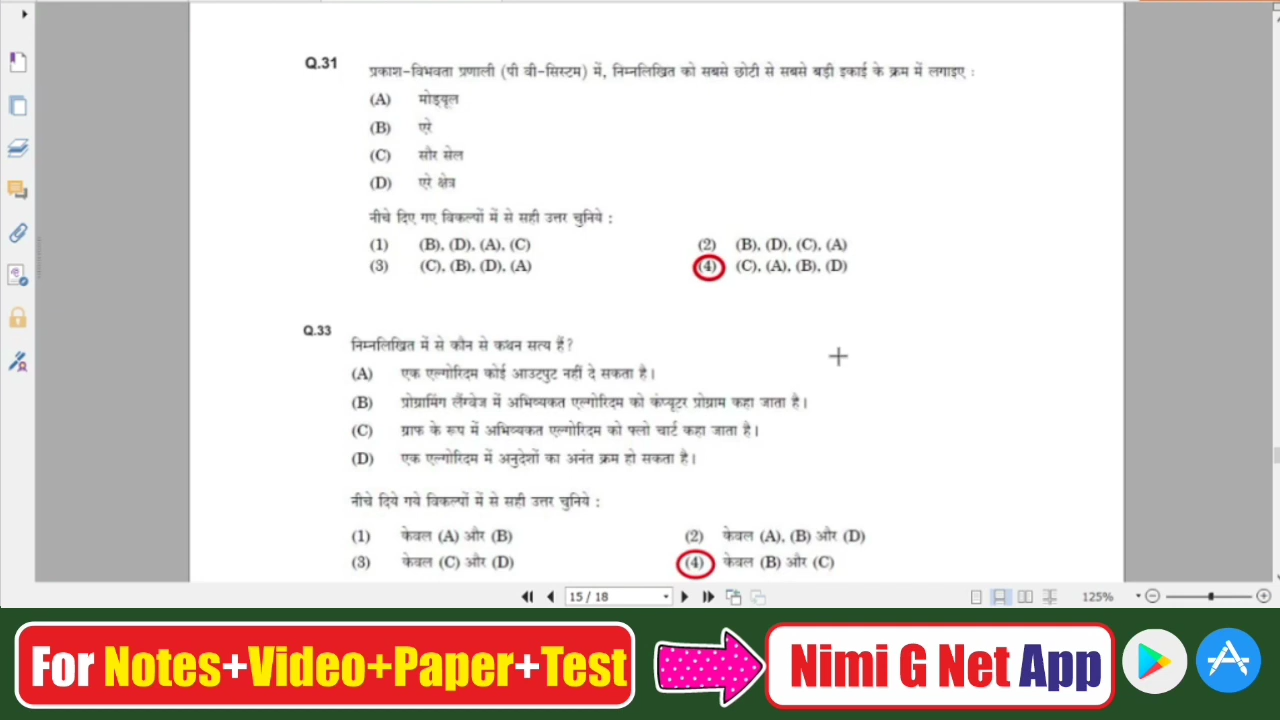 Q.31 प्रकाश-विभवता प्रणाली (पी वी-सिस्टम) में, निम्नलिखित को सबसे छोटी से सबसे बड़ी इकाई के क्रम में लगाइए :
(A) मोड्यूल
(B) एरे
(C) सौर सेल
(D) एरे क्षेत्र
नीचे दिए गए विकल्पों में से सही उत्तर चुनिये :
(1) (B), (D), (A), (C) (2) (B), (D), (C), (A)
(3) (C), (B), (D), (A) (4) (C), (A), (B), (D)
Q.33
निम्नलिखित में से कौन से कथन सत्य हैं?
(A) एक एल्गोरिदम कोई आउटपुट नहीं दे सकता है।
(B) प्रोग्रामिंग लैंग्वेज में अभिव्यकत एल्गोरिदम को कंप्यूटर प्रोग्राम कहा जाता है।
(C) ग्राफ के रूप में अभिव्यकत एल्गोरिदम को फ्लो चार्ट कहा जाता है।
(D) एक एल्गोरिदम में अनुदेशों का अनंत क्रम हो सकता है।
नीचे दिये गये विकल्पों में से सही उत्तर चुनिये :
(1) केवल (A) और (B) (2) केवल (A), (B) और (D)
(3) केवल (C) और (D) (4) केवल (B) और (C)
15 / 18 125%
For Notes+Video+Paper+Test Nimi G Net App